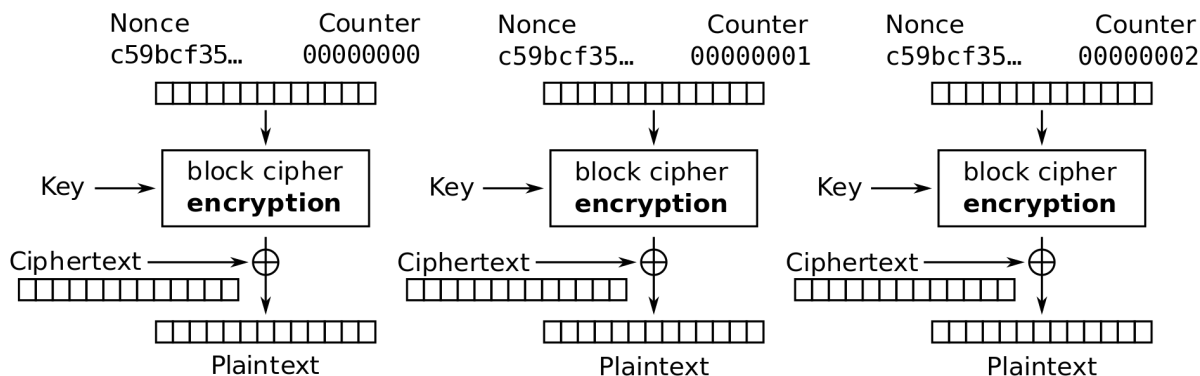 Nonce Counter Nonce Counter Nonce Counter
c59bcf35… 00000000 c59bcf35… 00000001 c59bcf35… 00000002
block cipher block cipher block cipher
Key Key Key
encryption encryption encryption
Ciphertext Ciphertext Ciphertext
Plaintext Plaintext Plaintext